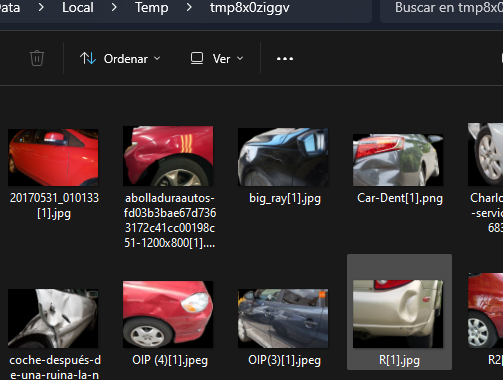 Data > Local > Temp > tmp8x0ziggv
Buscar en tmp8x0
Ordenar
Ver
20170531_010133
[1].jpg
abolladuraautos-
fd03b3bae67d736
3172c41cc00198c
51-1200x800[1]....
big_ray[1].jpg
Car-Dent[1].png
Charlo
-servic
683
coche-después-d
e-una-ruina-la-n
OIP (4)[1].jpeg
OIP(3)[1].jpeg
R[1].jpg
R2[